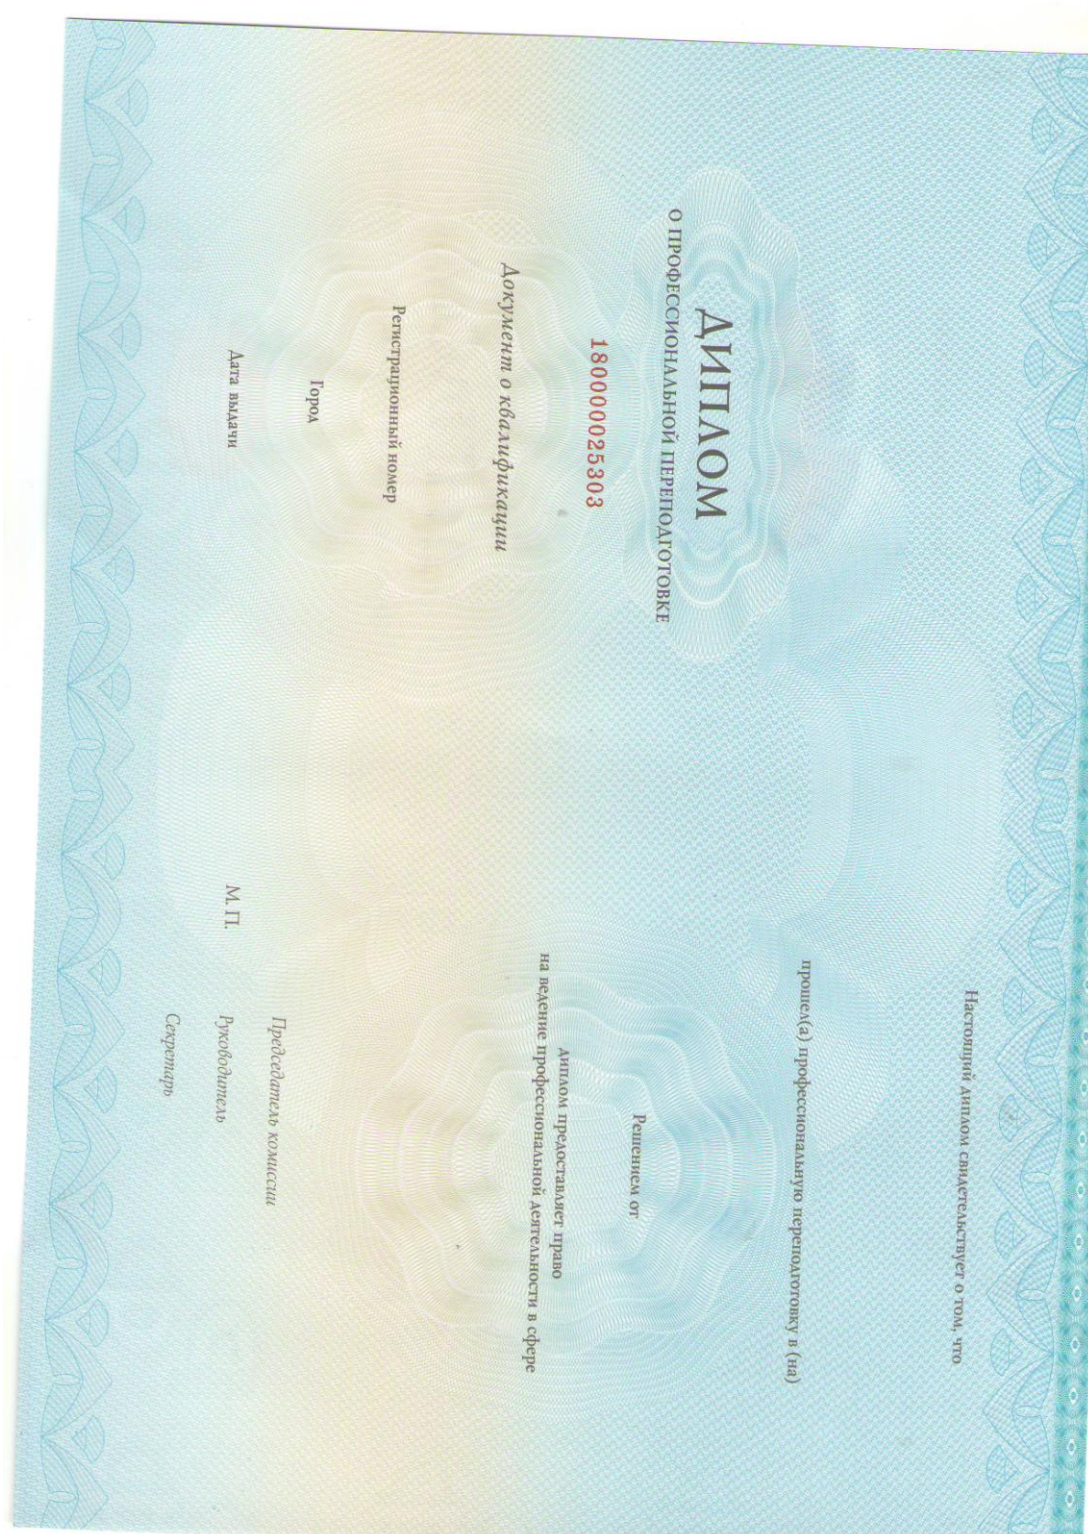 ДИПЛОМ
О ПРОФЕССИОНАЛЬНОЙ ПЕРЕПОДГОТОВКЕ
180000025303
Документ о квалификации
Регистрационный номер
Город
Дата выдачи
Настоящий диплом свидетельствует о том, что
прошел(а) профессиональную переподготовку в (на)
Решением от
диплом предоставляет право
на ведение профессиональной деятельности в сфере
Председатель комиссии
М. П.
Руководитель
Секретарь